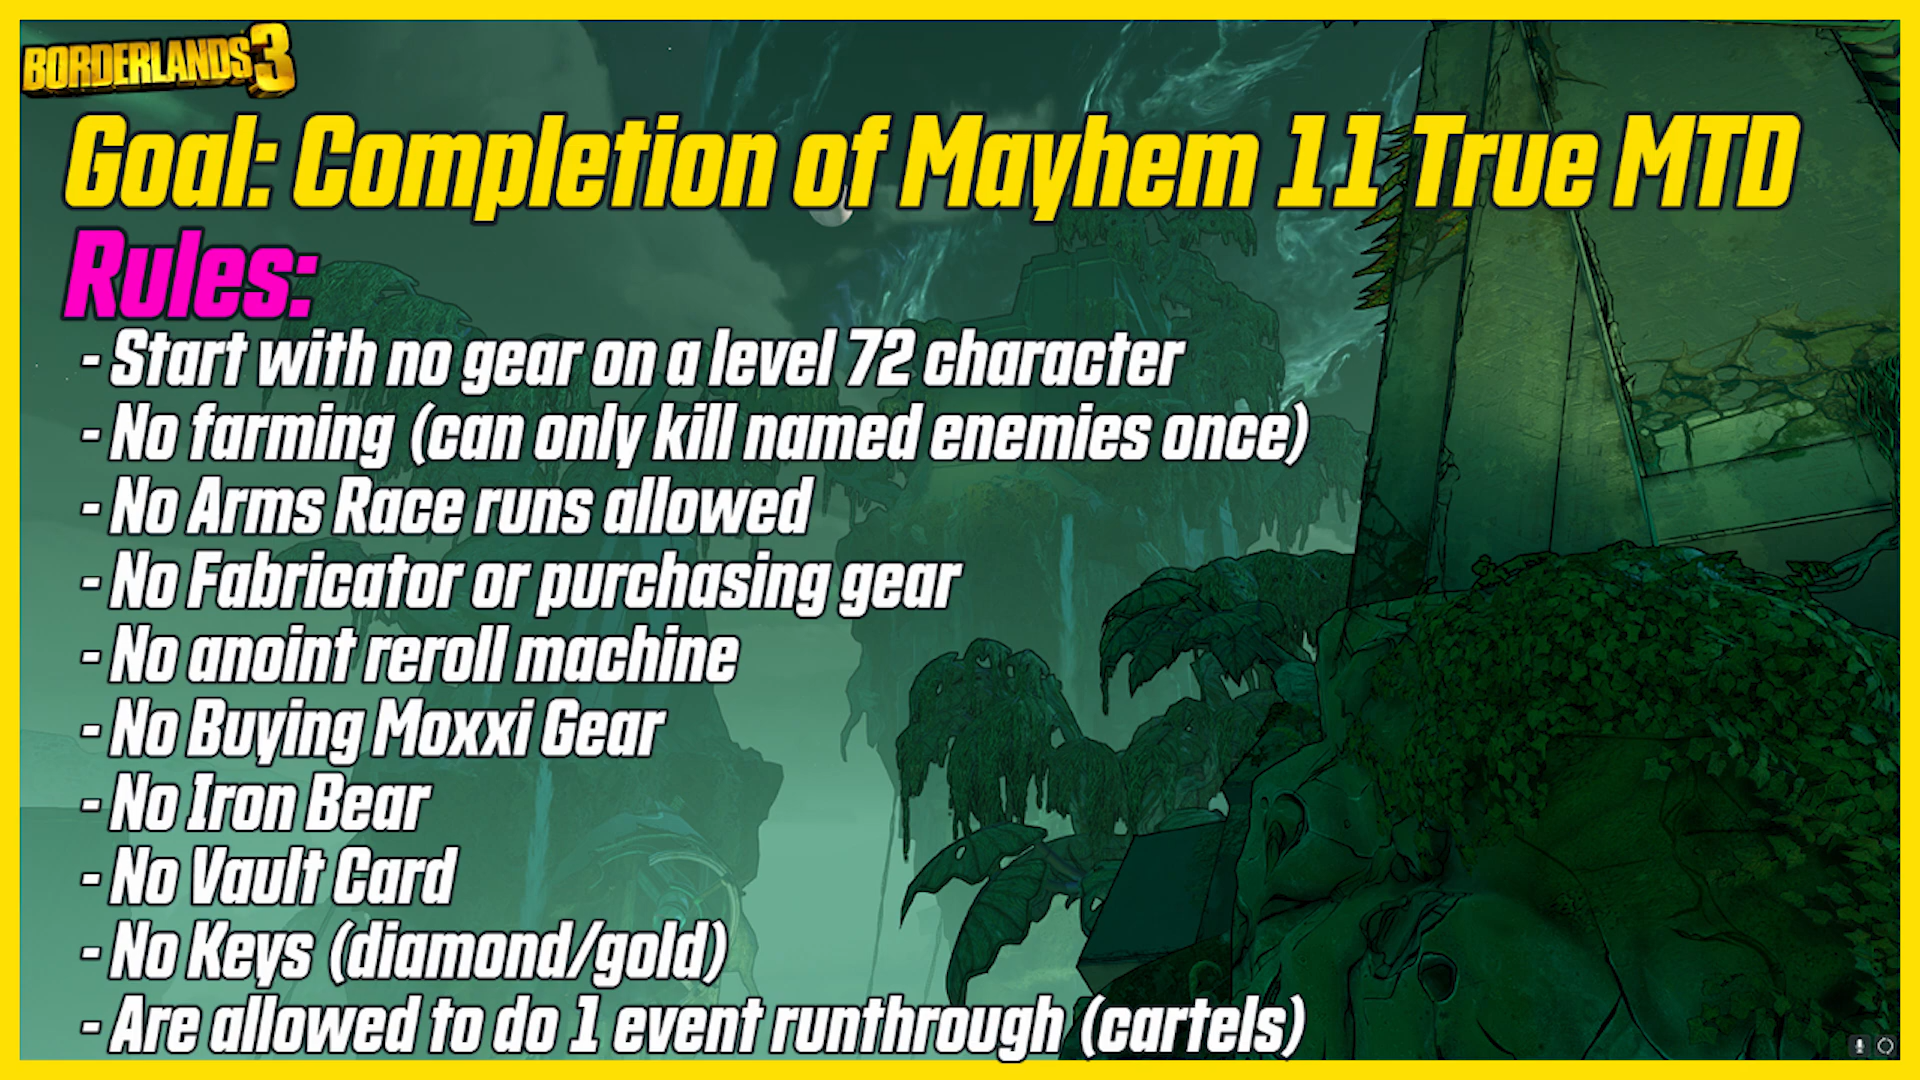 BORDERLANDS 3
Goal: Completion of Mayhem 11 True MTD
Rules:
- Start with no gear on a level 72 character
- No farming (can only kill named enemies once)
- No Arms Race runs allowed
- No Fabricator or purchasing gear
- No anoint reroll machine
- No Buying Moxxi Gear
- No Iron Bear
- No Vault Card
- No Keys (diamond/gold)
- Are allowed to do 1 event runthrough (cartels)